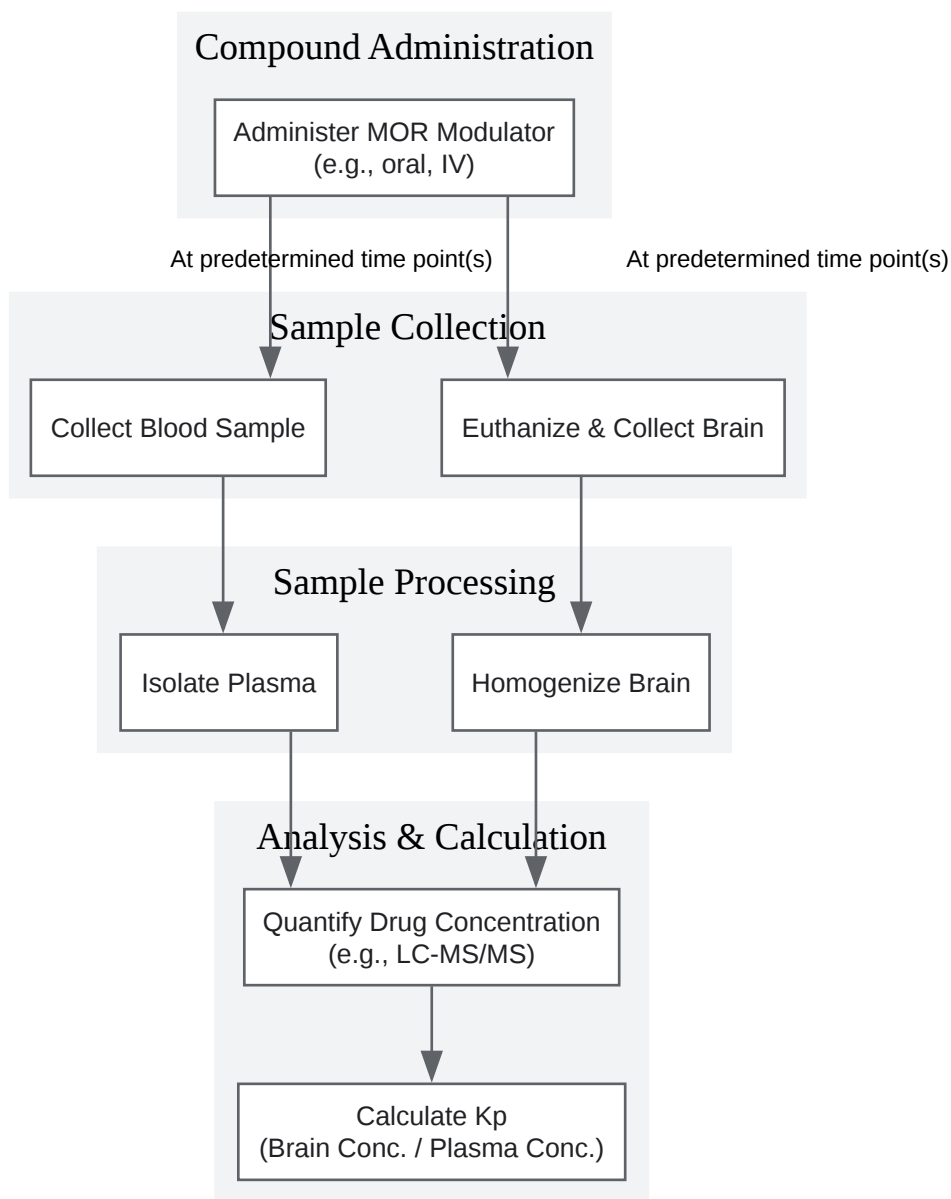 Compound Administration
Administer MOR Modulator
(e.g., oral, IV)
At predetermined time point(s)
At predetermined time point(s)
Sample Collection
Collect Blood Sample
Euthanize & Collect Brain
Sample Processing
Isolate Plasma
Homogenize Brain
Analysis & Calculation
Quantify Drug Concentration
(e.g., LC-MS/MS)
Calculate Kp
(Brain Conc. / Plasma Conc.)